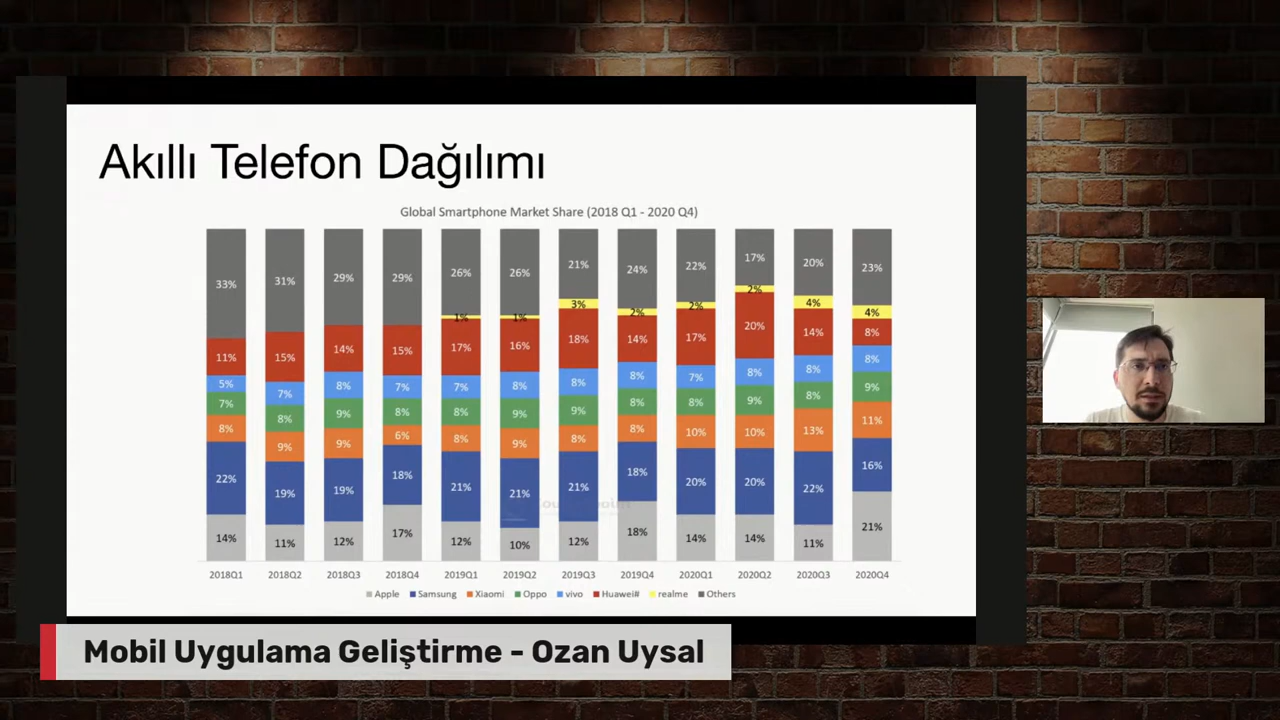 Akıllı Telefon Dağılımı
Global Smartphone Market Share (2018 Q1 - 2020 Q4)
33% 31% 29% 29% 26% 26% 21% 24% 22% 17% 20% 23%
1% 1% 3% 2% 2% 2% 4% 4%
11% 15% 14% 15% 17% 16% 18% 14% 17% 20% 14% 8%
5% 7% 8% 7% 7% 8% 8% 8% 7% 8% 8% 8%
7% 8% 9% 8% 8% 9% 9% 8% 8% 9% 8% 9%
8% 9% 9% 6% 8% 9% 8% 8% 10% 10% 13% 11%
22% 19% 19% 18% 21% 21% 21% 18% 20% 20% 22% 16%
14% 11% 12% 17% 12% 10% 12% 18% 14% 14% 11% 21%
2018Q1 2018Q2 2018Q3 2018Q4 2019Q1 2019Q2 2019Q3 2019Q4 2020Q1 2020Q2 2020Q3 2020Q4
Apple Samsung Xiaomi Oppo vivo Huawei# realme Others
Mobil Uygulama Geliştirme - Ozan Uysal